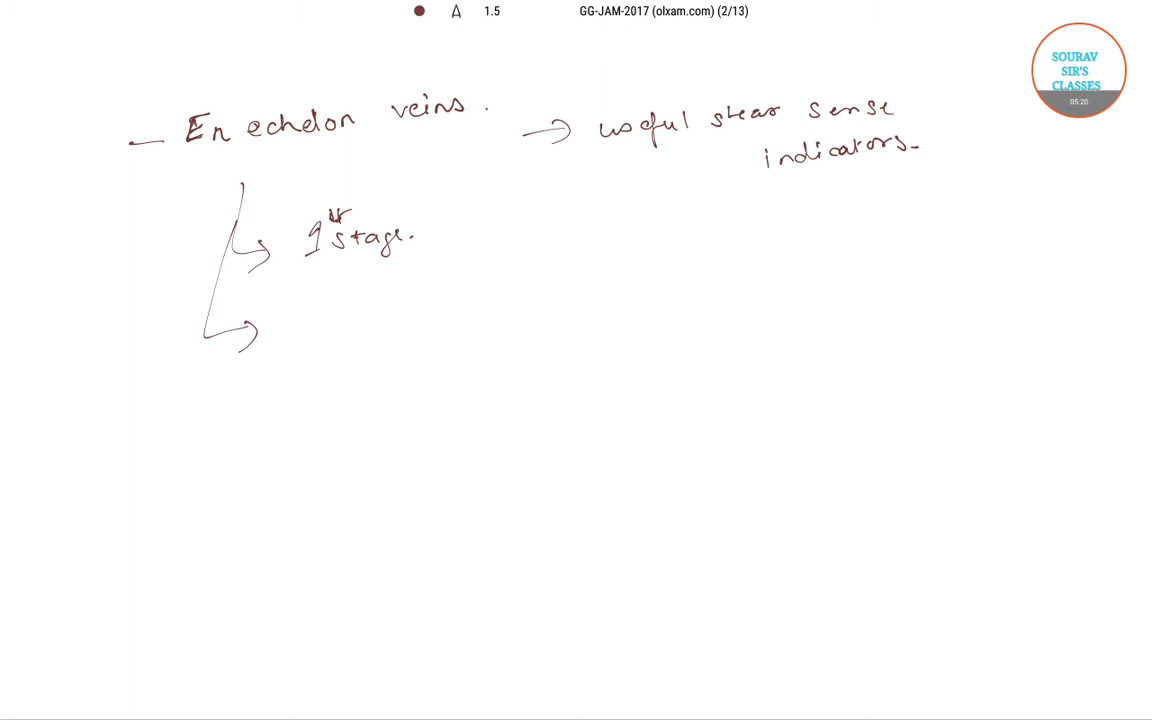 1.5 GG-JAM-2017 (olxam.com) (2/13)
SOURAV
SIR'S
CLASSES
05:20
— En echelon veins. → useful shear sense
indicators.
1st stage.